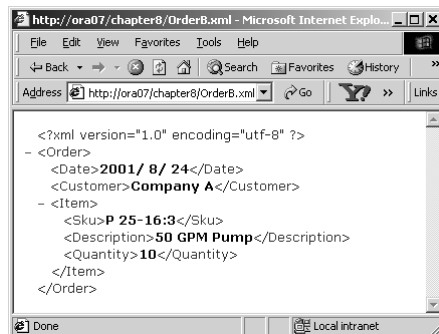 http://ora07/chapter8/OrderB.xml - Microsoft Internet Explo...
File Edit View Favorites Tools Help
Back Search Favorites History »
Address http://ora07/chapter8/OrderB.xml Go Y? » Links
<?xml version="1.0" encoding="utf-8" ?>
- <Order>
<Date>2001/ 8/ 24</Date>
<Customer>Company A</Customer>
- <Item>
<Sku>P 25-16:3</Sku>
<Description>50 GPM Pump</Description>
<Quantity>10</Quantity>
</Item>
</Order>
Done Local intranet